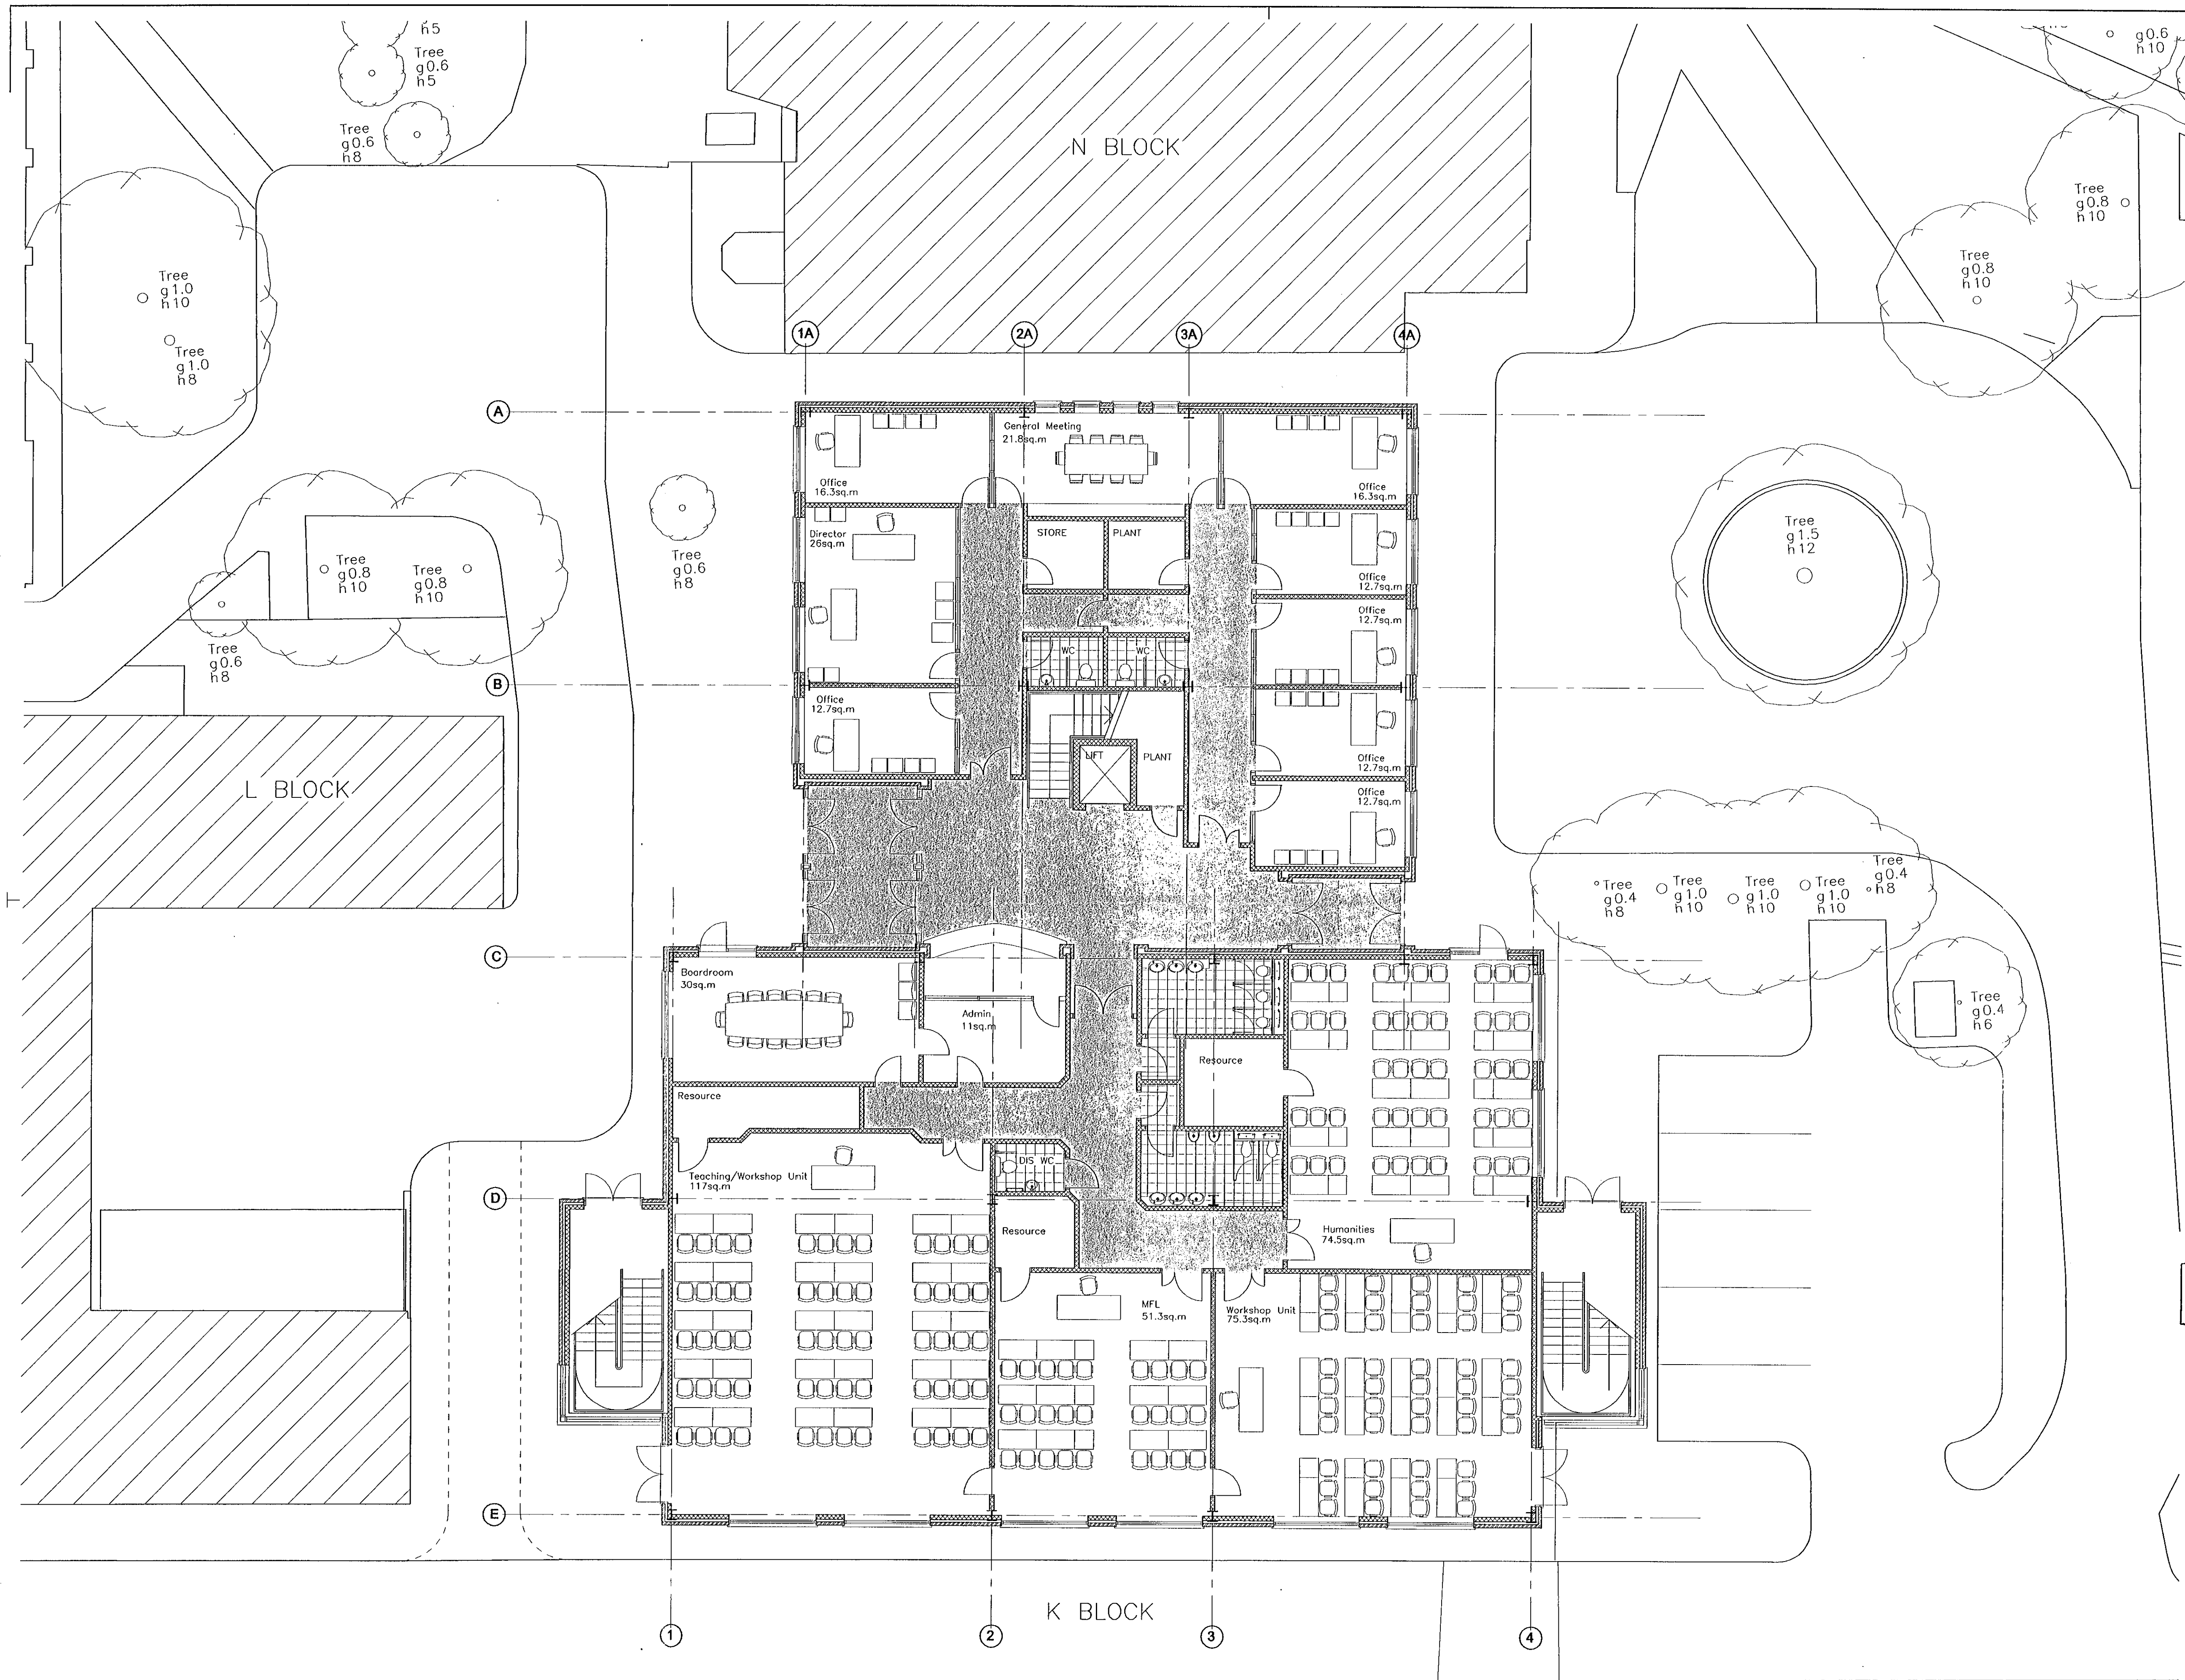 h5
Tree
g0.6
h5
Tree
g0.6
h8
g0.6
h10
N BLOCK
Tree
g0.8
h10
Tree
g0.8
h10
Tree
g1.0
h10
Tree
g1.0
h8
1A
2A
3A
4A
A
General Meeting
21.8sq.m
Office
16.3sq.m
Office
16.3sq.m
Director
26sq.m
STORE
PLANT
Tree
g1.5
h12
Tree
g0.6
h8
Tree
g0.8
h10
Tree
g0.8
h10
Office
12.7sq.m
Office
12.7sq.m
Tree
g0.6
h8
WC
WC
B
Office
12.7sq.m
Office
12.7sq.m
LIFT
PLANT
L BLOCK
Office
12.7sq.m
Tree
g0.4
h8
Tree
g1.0
h10
Tree
g1.0
h10
Tree
g1.0
h10
Tree
g0.4
h8
C
Boardroom
30sq.m
Admin
11sq.m
Tree
g0.4
h6
Resource
Resource
DIS WC
Teaching/Workshop Unit
117sq.m
D
Resource
Humanities
74.5sq.m
MFL
51.3sq.m
Workshop Unit
75.3sq.m
E
K BLOCK
1
2
3
4